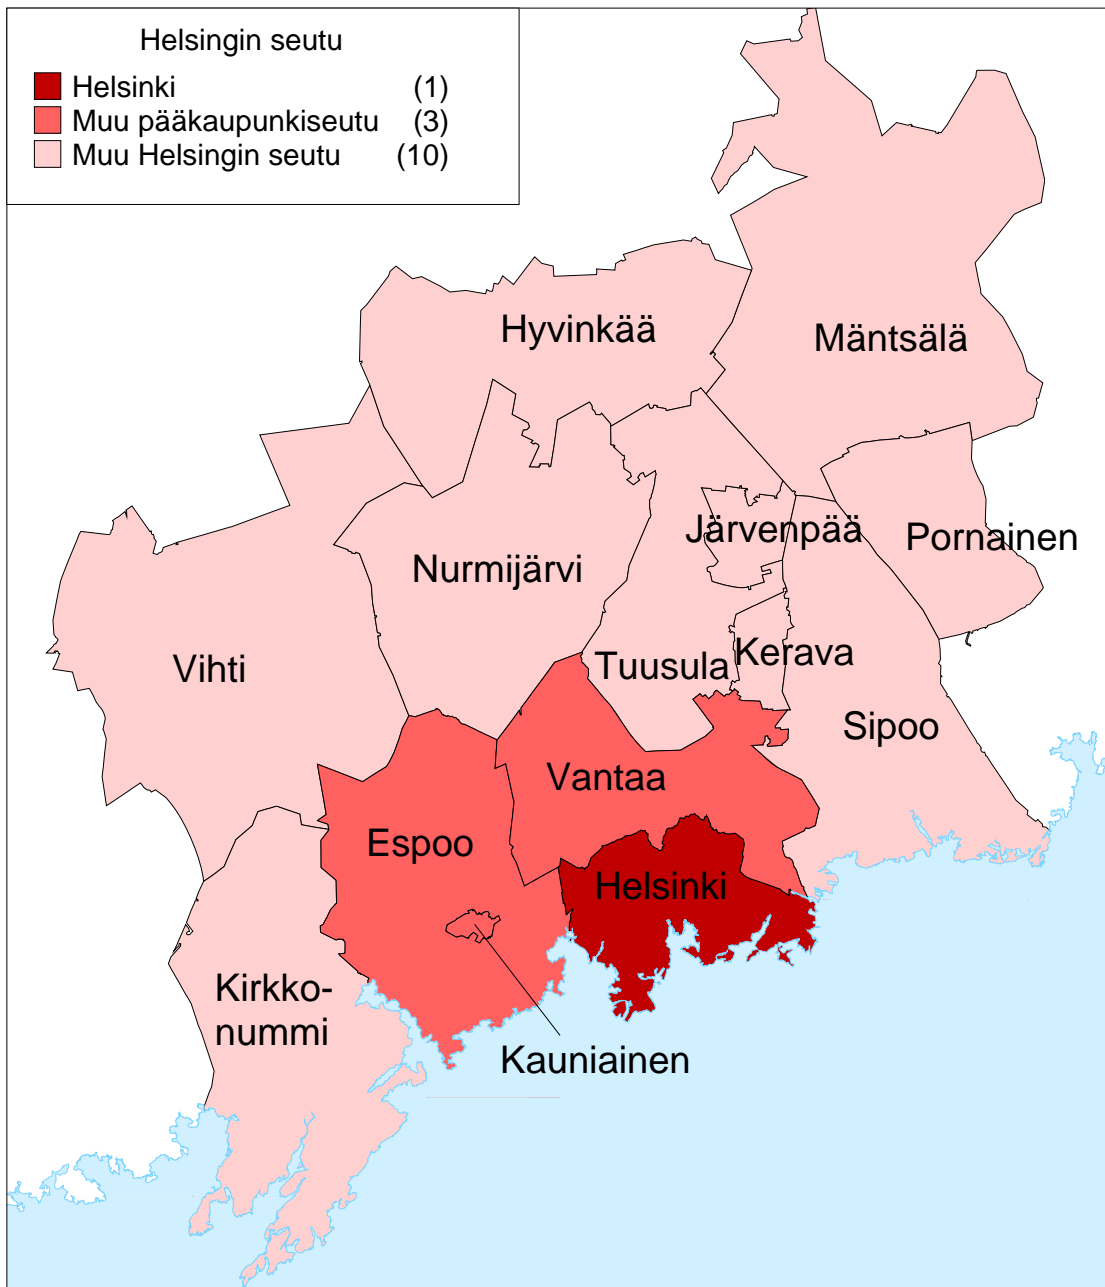 Helsingin seutu
Helsinki (1)
Muu pääkaupunkiseutu (3)
Muu Helsingin seutu (10)
Hyvinkää
Mäntsälä
Järvenpää
Pornainen
Nurmijärvi
Vihti
Tuusula
Kerava
Sipoo
Vantaa
Espoo
Helsinki
Kirkko-
nummi
Kauniainen